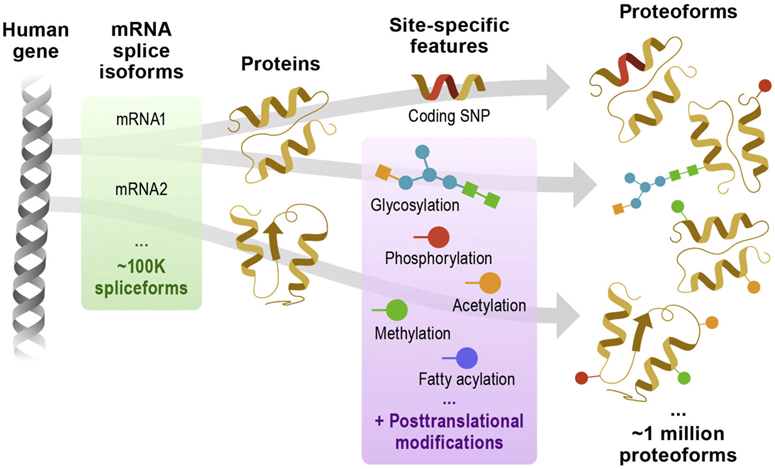 Human
gene
mRNA
splice
isoforms
Proteins
Site-specific
features
Proteoforms
mRNA1
mRNA2
...
~100K
spliceforms
Coding SNP
Glycosylation
Phosphorylation
Acetylation
Methylation
Fatty acylation
...
+ Posttranslational
modifications
...
~1 million
proteoforms